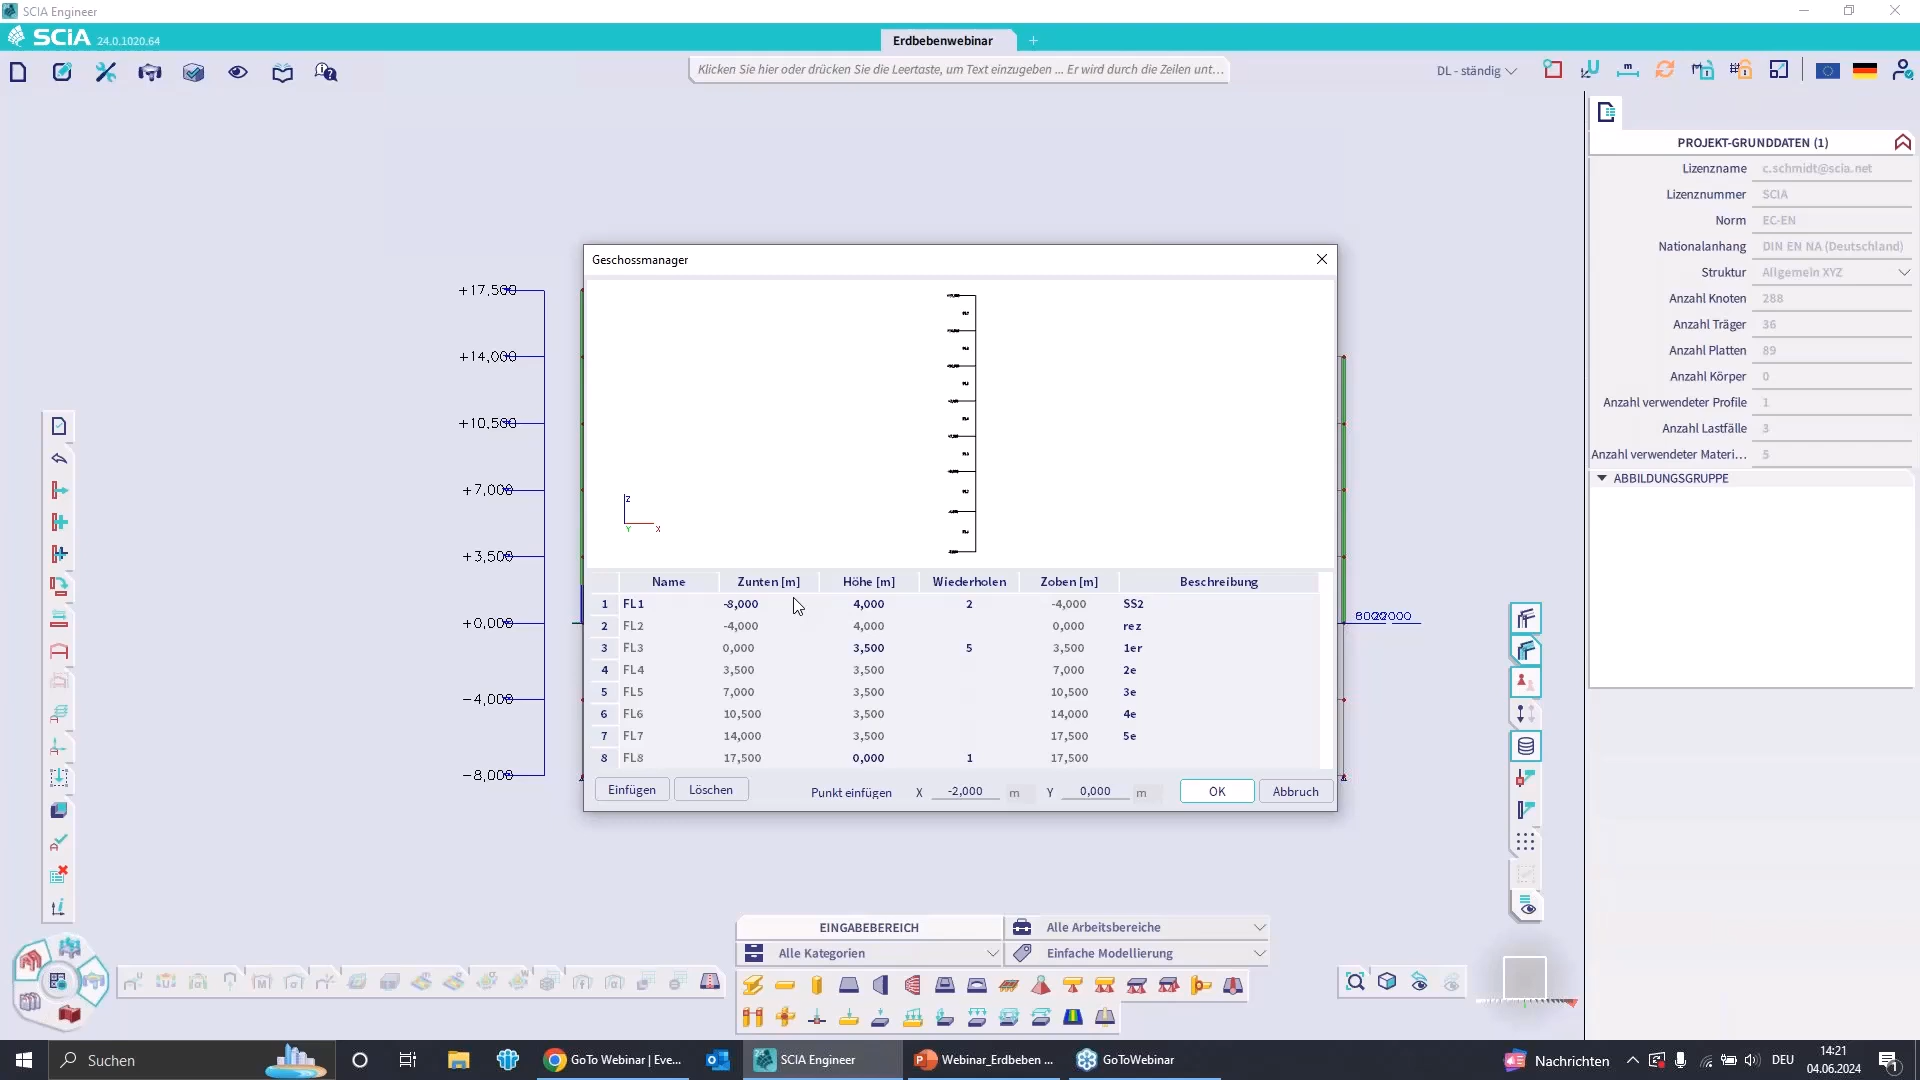 SCIA Engineer
SCIA 24.0.1020.64
Erdbebenwebinar
Klicken Sie hier oder drücken Sie die Leertaste, um Text einzugeben ... Er wird durch die Zeilen unt...
DL - ständig
PROJEKT-GRUNDDATEN (1)
Lizenzname c.schmidt@scia.net
Lizenznummer SCIA
Norm EC-EN
Nationalanhang DIN EN NA (Deutschland)
Struktur Allgemein XYZ
Anzahl Knoten 288
Anzahl Träger 36
Anzahl Platten 89
Anzahl Körper 0
Anzahl verwendeter Profile 1
Anzahl Lastfälle 3
Anzahl verwendeter Materi... 5
ABBILDUNGSGRUPPE
+17,500
+14,000
+10,500
+7,000
+3,500
+0,000
-4,000
-8,000
Geschossmanager
Z
Y X
Name Zunten [m] Höhe [m] Wiederholen Zoben [m] Beschreibung
1 FL1 -8,000 4,000 2 -4,000 SS2
2 FL2 -4,000 4,000 0,000 rez
3 FL3 0,000 3,500 5 3,500 1er
4 FL4 3,500 3,500 7,000 2e
5 FL5 7,000 3,500 10,500 3e
6 FL6 10,500 3,500 14,000 4e
7 FL7 14,000 3,500 17,500 5e
8 FL8 17,500 0,000 1 17,500
Einfügen Löschen Punkt einfügen X -2,000 m Y 0,000 m OK Abbruch
EINGABEBEREICH Alle Arbeitsbereiche
Alle Kategorien Einfache Modellierung
Suchen
GoTo Webinar | Eve...
SCIA Engineer
Webinar_Erdbeben ...
GoToWebinar
Nachrichten
DEU
14:21
04.06.2024
1